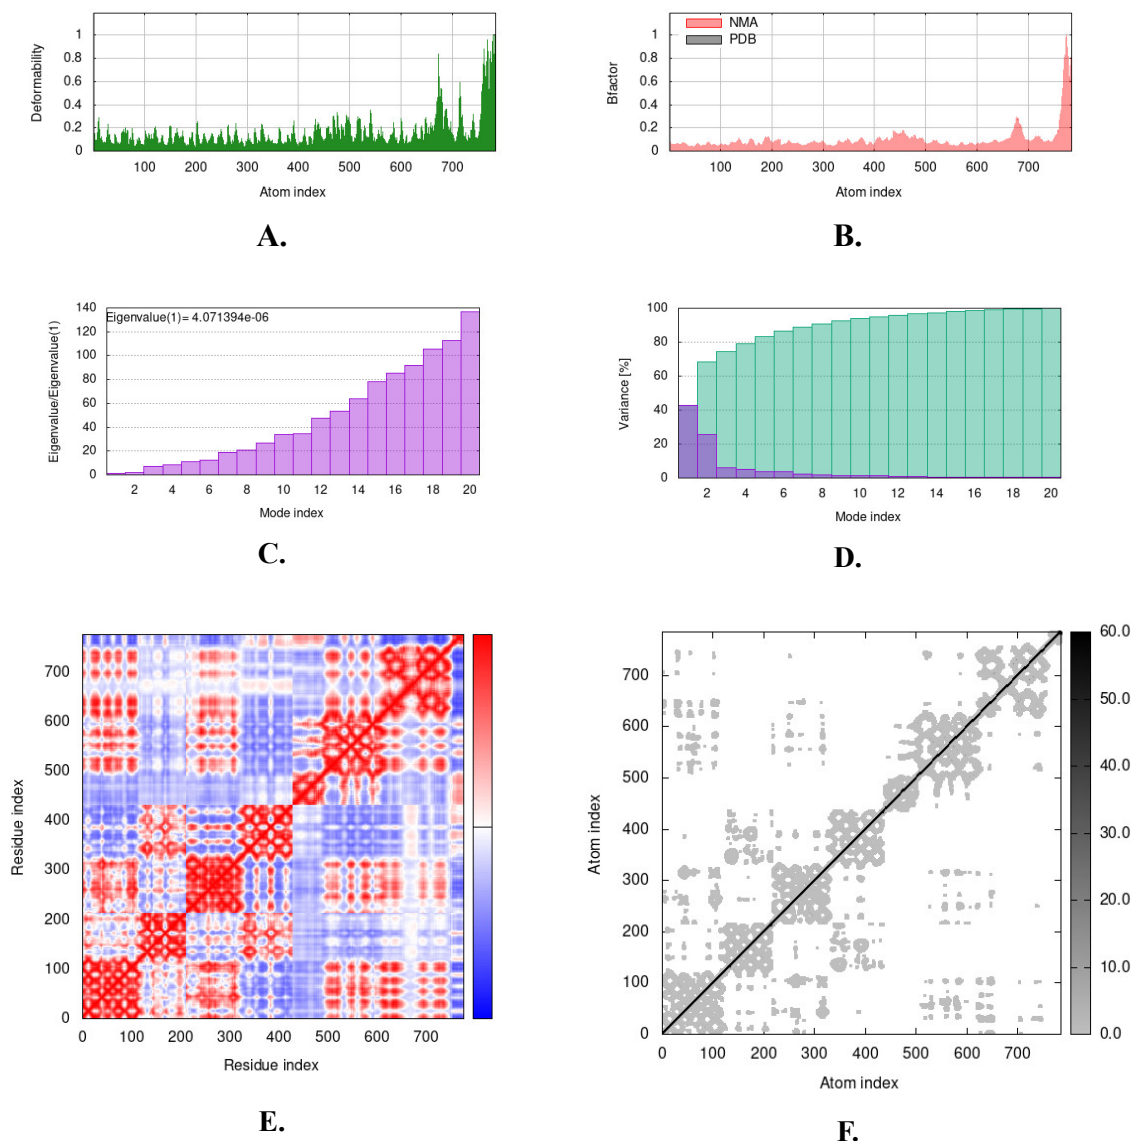 Deformability
1
0.8
0.6
0.4
0.2
0
100 200 300 400 500 600 700
Atom index
A.
Bfactor
NMA
PDB
1
0.8
0.6
0.4
0.2
0
100 200 300 400 500 600 700
Atom index
B.
Eigenvalue/Eigenvalue(1)
Eigenvalue(1)= 4.071394e-06
140
120
100
80
60
40
20
0
2 4 6 8 10 12 14 16 18 20
Mode index
C.
Variance [%]
100
80
60
40
20
0
2 4 6 8 10 12 14 16 18 20
Mode index
D.
Residue index
700
600
500
400
300
200
100
0
0 100 200 300 400 500 600 700
Residue index
E.
Atom index
700
600
500
400
300
200
100
0
0 100 200 300 400 500 600 700
Atom index
60.0
50.0
40.0
30.0
20.0
10.0
0.0
F.